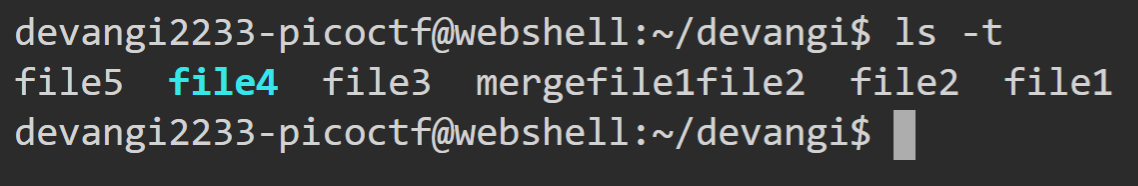 devangi2233-picoctf@webshell:~/devangi$ ls -t
file5  file4  file3  mergefile1file2  file2  file1
devangi2233-picoctf@webshell:~/devangi$